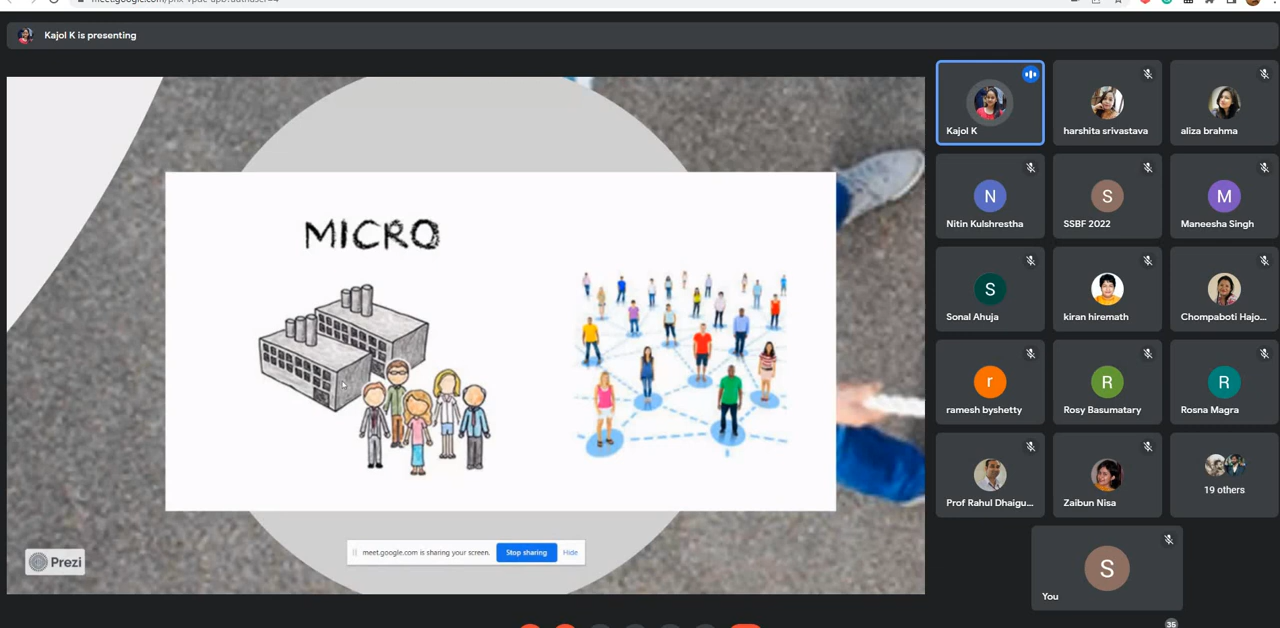 Kajol K is presenting
MICRO
Prezi
meet.google.com is sharing your screen.
Stop sharing
Hide
Kajol K
harshita srivastava
aliza brahma
N
Nitin Kulshrestha
S
SSBF 2022
M
Maneesha Singh
S
Sonal Ahuja
kiran hiremath
Chompaboti Hajo...
r
ramesh byshetty
R
Rosy Basumatary
R
Rosna Magra
Prof Rahul Dhaigu...
Zaibun Nisa
19 others
S
You
36